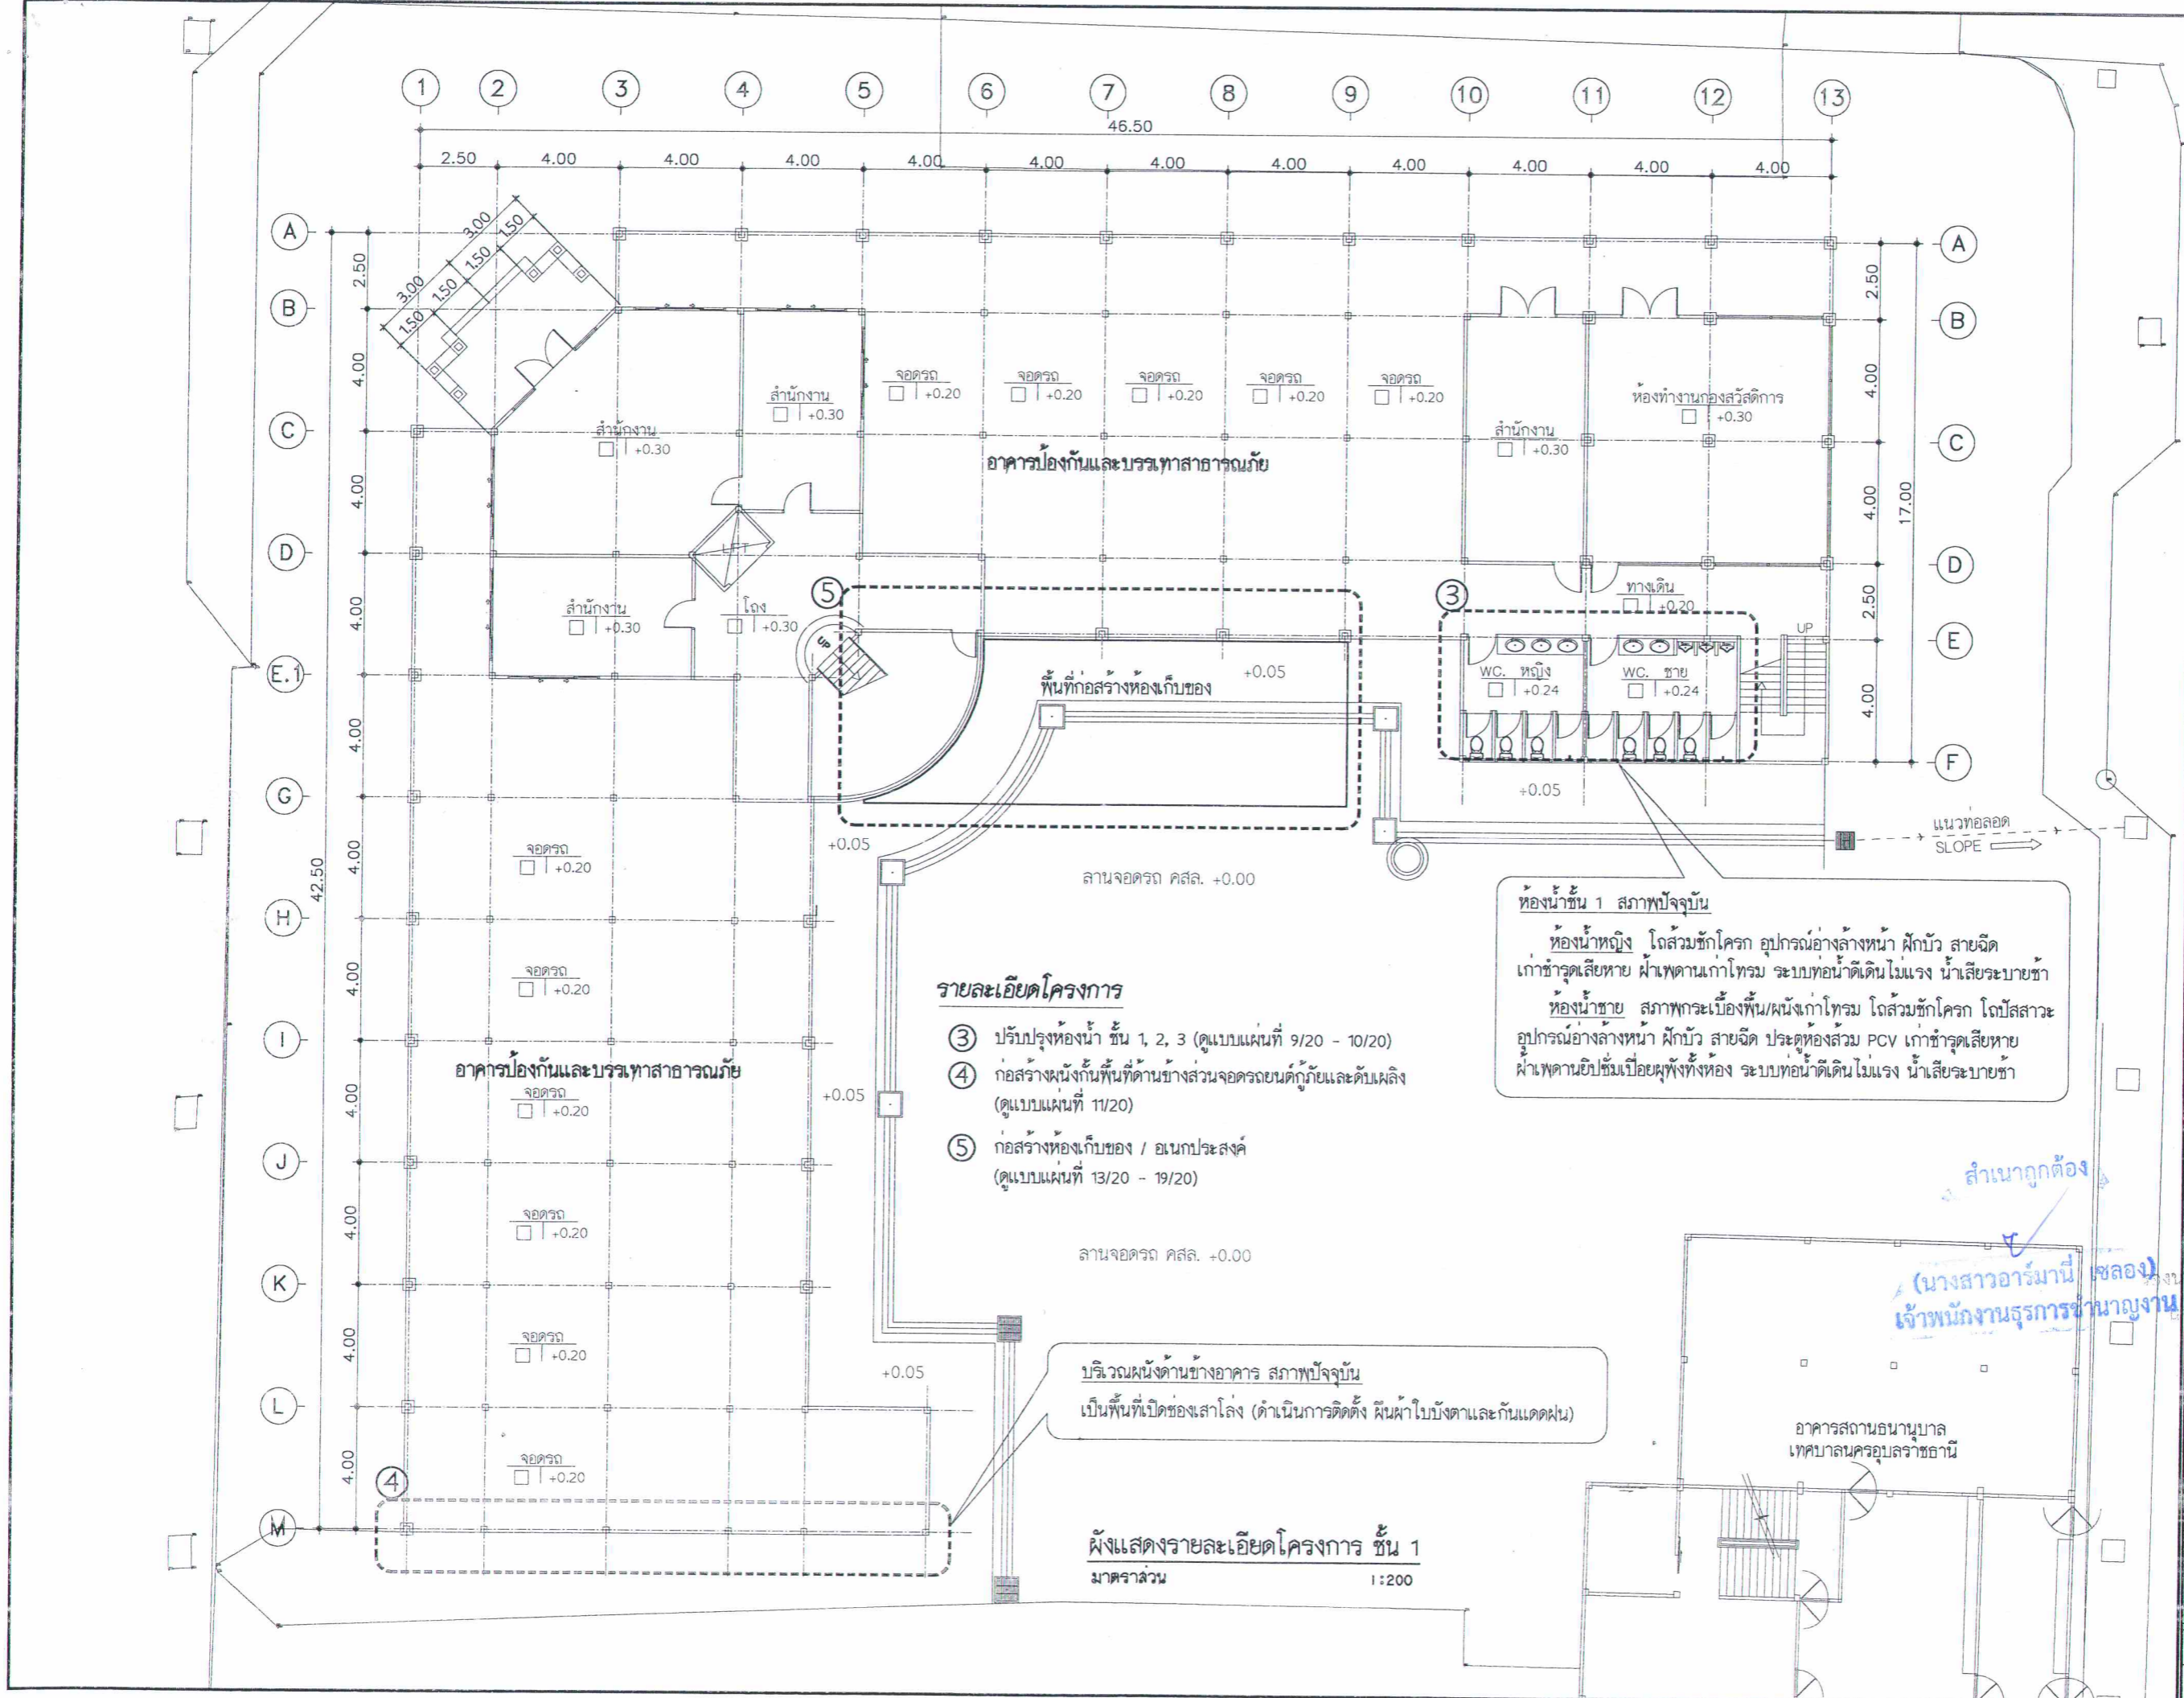 1 2 3 4 5 6 7 8 9 10 11 12 13
46.50
2.50 4.00 4.00 4.00 4.00 4.00 4.00 4.00 4.00 4.00 4.00 4.00
A B C D E.1 G H I J K L M
2.50 4.00 4.00 4.00 4.00 4.00 4.00 4.00 4.00 4.00 4.00
42.50
3.00 3.00
1.50 1.50 1.50 1.50
A B C D E F
2.50 4.00 4.00 2.50 4.00
17.00
สำนักงาน
+0.30
สำนักงาน
+0.30
จอดรถ
+0.20
จอดรถ
+0.20
จอดรถ
+0.20
จอดรถ
+0.20
จอดรถ
+0.20
สำนักงาน
+0.30
ห้องทำงานกองสวัสดิการ
+0.30
อาคารป้องกันและบรรเทาสาธารณภัย
LIFT
สำนักงาน
+0.30
โถง
+0.30
UP
5
3
ทางเดิน
+0.20
UP
พื้นที่ก่อสร้างห้องเก็บของ
+0.05
WC. หญิง
+0.24
WC. ชาย
+0.24
+0.05
+0.05
แนวท่อลอด
SLOPE
จอดรถ
+0.20
ลานจอดรถ คสล. +0.00
ห้องน้ำชั้น 1 สภาพปัจจุบัน
ห้องน้ำหญิง โถส้วมชักโครก อุปกรณ์อ่างล้างหน้า ฝักบัว สายฉีด
เก่าชำรุดเสียหาย ฝ้าเพดานเก่าโทรม ระบบท่อน้ำดีเดินไม่แรง น้ำเสียระบายช้า
ห้องน้ำชาย สภาพกระเบื้องพื้น/ผนังเก่าโทรม โถส้วมชักโครก โถปัสสาวะ
อุปกรณ์อ่างล้างหน้า ฝักบัว สายฉีด ประตูห้องส้วม PCV เก่าชำรุดเสียหาย
ฝ้าเพดานยิปซั่มเปื่อยผุพังทั้งห้อง ระบบท่อน้ำดีเดินไม่แรง น้ำเสียระบายช้า
จอดรถ
+0.20
รายละเอียดโครงการ
3 ปรับปรุงห้องน้ำ ชั้น 1, 2, 3 (ดูแบบแผ่นที่ 9/20 - 10/20)
4 ก่อสร้างผนังกั้นพื้นที่ด้านข้างส่วนจอดรถยนต์กู้ภัยและดับเพลิง
(ดูแบบแผ่นที่ 11/20)
5 ก่อสร้างห้องเก็บของ / อเนกประสงค์
(ดูแบบแผ่นที่ 13/20 - 19/20)
อาคารป้องกันและบรรเทาสาธารณภัย
จอดรถ
+0.20
+0.05
จอดรถ
+0.20
ลานจอดรถ คสล. +0.00
สำเนาถูกต้อง
(นางสาวอาร์มานี่ เชลอง)
เจ้าพนักงานธุรการชำนาญงาน
จอดรถ
+0.20
+0.05
บริเวณผนังด้านข้างอาคาร สภาพปัจจุบัน
เป็นพื้นที่เปิดช่องเสาโล่ง (ดำเนินการติดตั้ง ผืนผ้าใบบังตาและกันแดดฝน)
จอดรถ
+0.20
4
อาคารสถานธนานุบาล
เทศบาลนครอุบลราชธานี
ผังแสดงรายละเอียดโครงการ ชั้น 1
มาตราส่วน 1:200